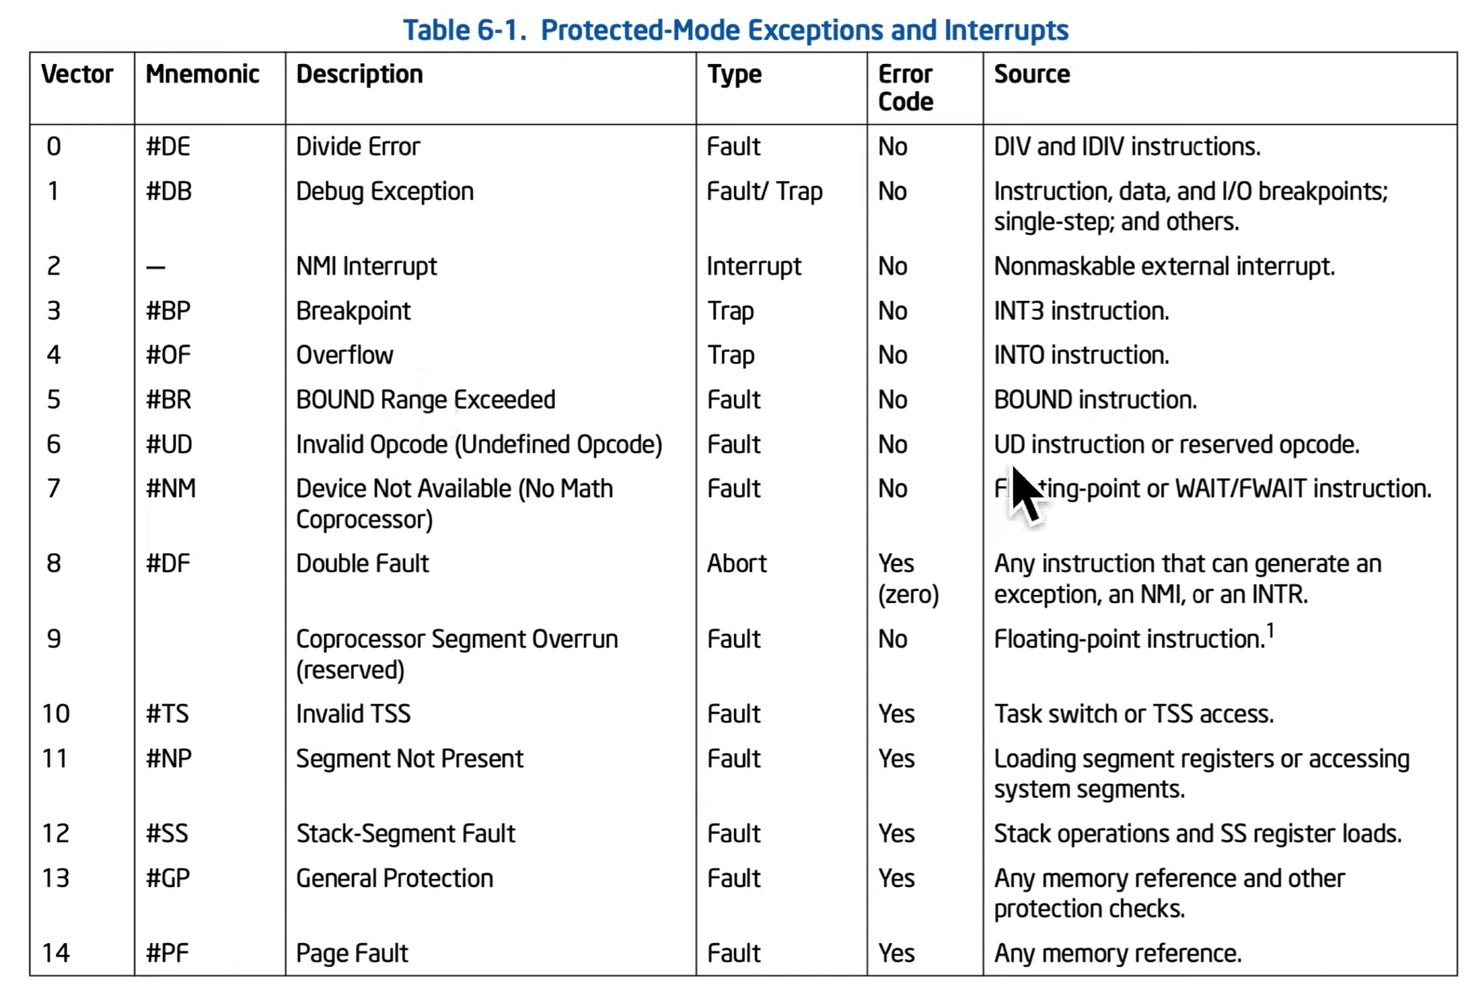 Table 6-1. Protected-Mode Exceptions and Interrupts
Vector Mnemonic Description Type Error Code Source
0 #DE Divide Error Fault No DIV and IDIV instructions.
1 #DB Debug Exception Fault/ Trap No Instruction, data, and I/O breakpoints;
single-step; and others.
2 — NMI Interrupt Interrupt No Nonmaskable external interrupt.
3 #BP Breakpoint Trap No INT3 instruction.
4 #OF Overflow Trap No INTO instruction.
5 #BR BOUND Range Exceeded Fault No BOUND instruction.
6 #UD Invalid Opcode (Undefined Opcode) Fault No UD instruction or reserved opcode.
7 #NM Device Not Available (No Math Fault No or WAIT/FWAIT instruction.
Coprocessor)
8 #DF Double Fault Abort Yes Any instruction that can generate an
(zero) exception, an NMI, or an INTR.
9 Coprocessor Segment Overrun Fault No Floating-point instruction.1
(reserved)
10 #TS Invalid TSS Fault Yes Task switch or TSS access.
11 #NP Segment Not Present Fault Yes Loading segment registers or accessing
system segments.
12 #SS Stack-Segment Fault Fault Yes Stack operations and SS register loads.
13 #GP General Protection Fault Yes Any memory reference and other
protection checks.
14 #PF Page Fault Fault Yes Any memory reference.